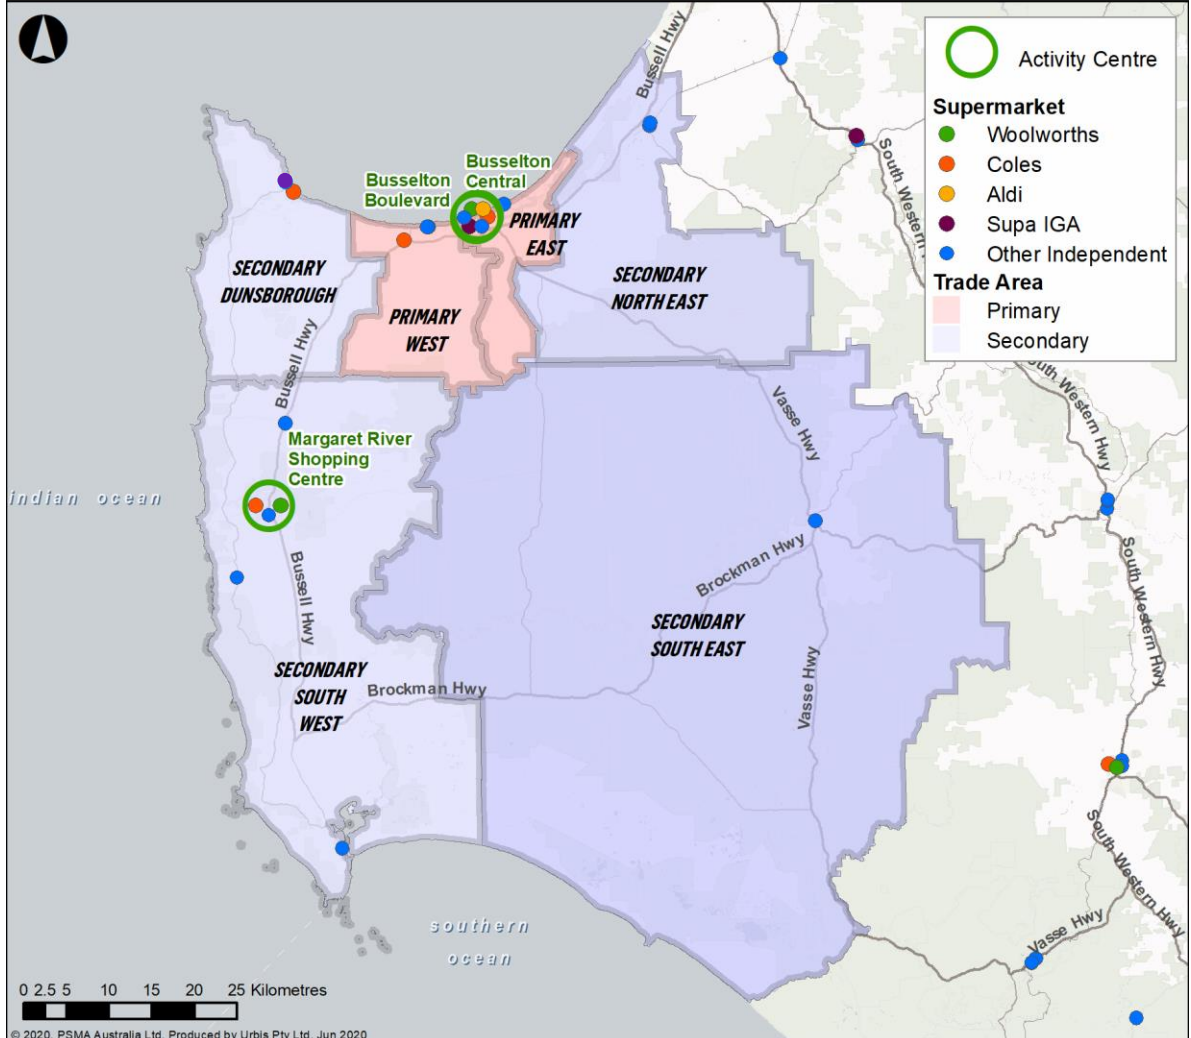 Bussell Hwy
Activity Centre
Supermarket
Woolworths
Coles
Aldi
Supa IGA
Other Independent
Trade Area
Primary
Secondary
South Western
Busselton
Central
Busselton
Boulevard
PRIMARY
EAST
SECONDARY
DUNSBOROUGH
SECONDARY
NORTH EAST
PRIMARY
WEST
Bussell Hwy
Vasse Hwy
South Western Hwy
Margaret River
Shopping
Centre
indian ocean
Bussell Hwy
Brockman Hwy
South Western Hwy
SECONDARY
SOUTH EAST
SECONDARY
SOUTH
WEST
Brockman Hwy
Vasse Hwy
South Western Hwy
Vasse Hwy
southern
ocean
0 2.5 5 10 15 20 25 Kilometres
© 2020. PSMA Australia Ltd. Produced by Urbis Pty Ltd. Jun 2020